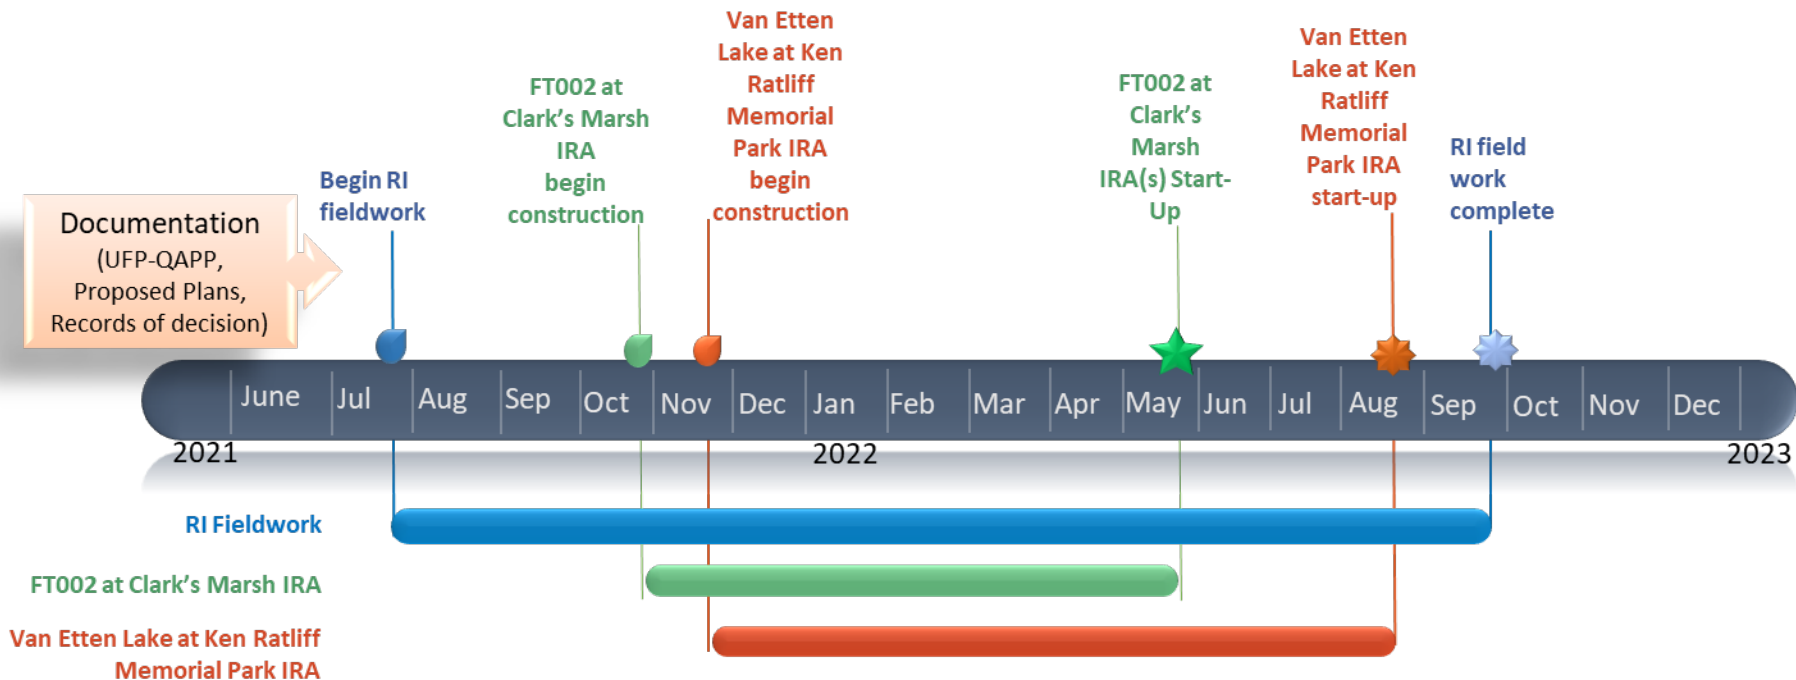 Documentation
(UFP-QAPP,
Proposed Plans,
Records of decision)
Begin RI
fieldwork
FT002 at
Clark’s Marsh
IRA
begin
construction
Van Etten
Lake at Ken
Ratliff
Memorial
Park IRA
begin
construction
FT002 at
Clark’s
Marsh
IRA(s) Start-
Up
Van Etten
Lake at Ken
Ratliff
Memorial
Park IRA
start-up
RI field
work
complete
June Jul Aug Sep Oct Nov Dec Jan Feb Mar Apr May Jun Jul Aug Sep Oct Nov Dec
2021 2022 2023
RI Fieldwork
FT002 at Clark’s Marsh IRA
Van Etten Lake at Ken Ratliff
Memorial Park IRA